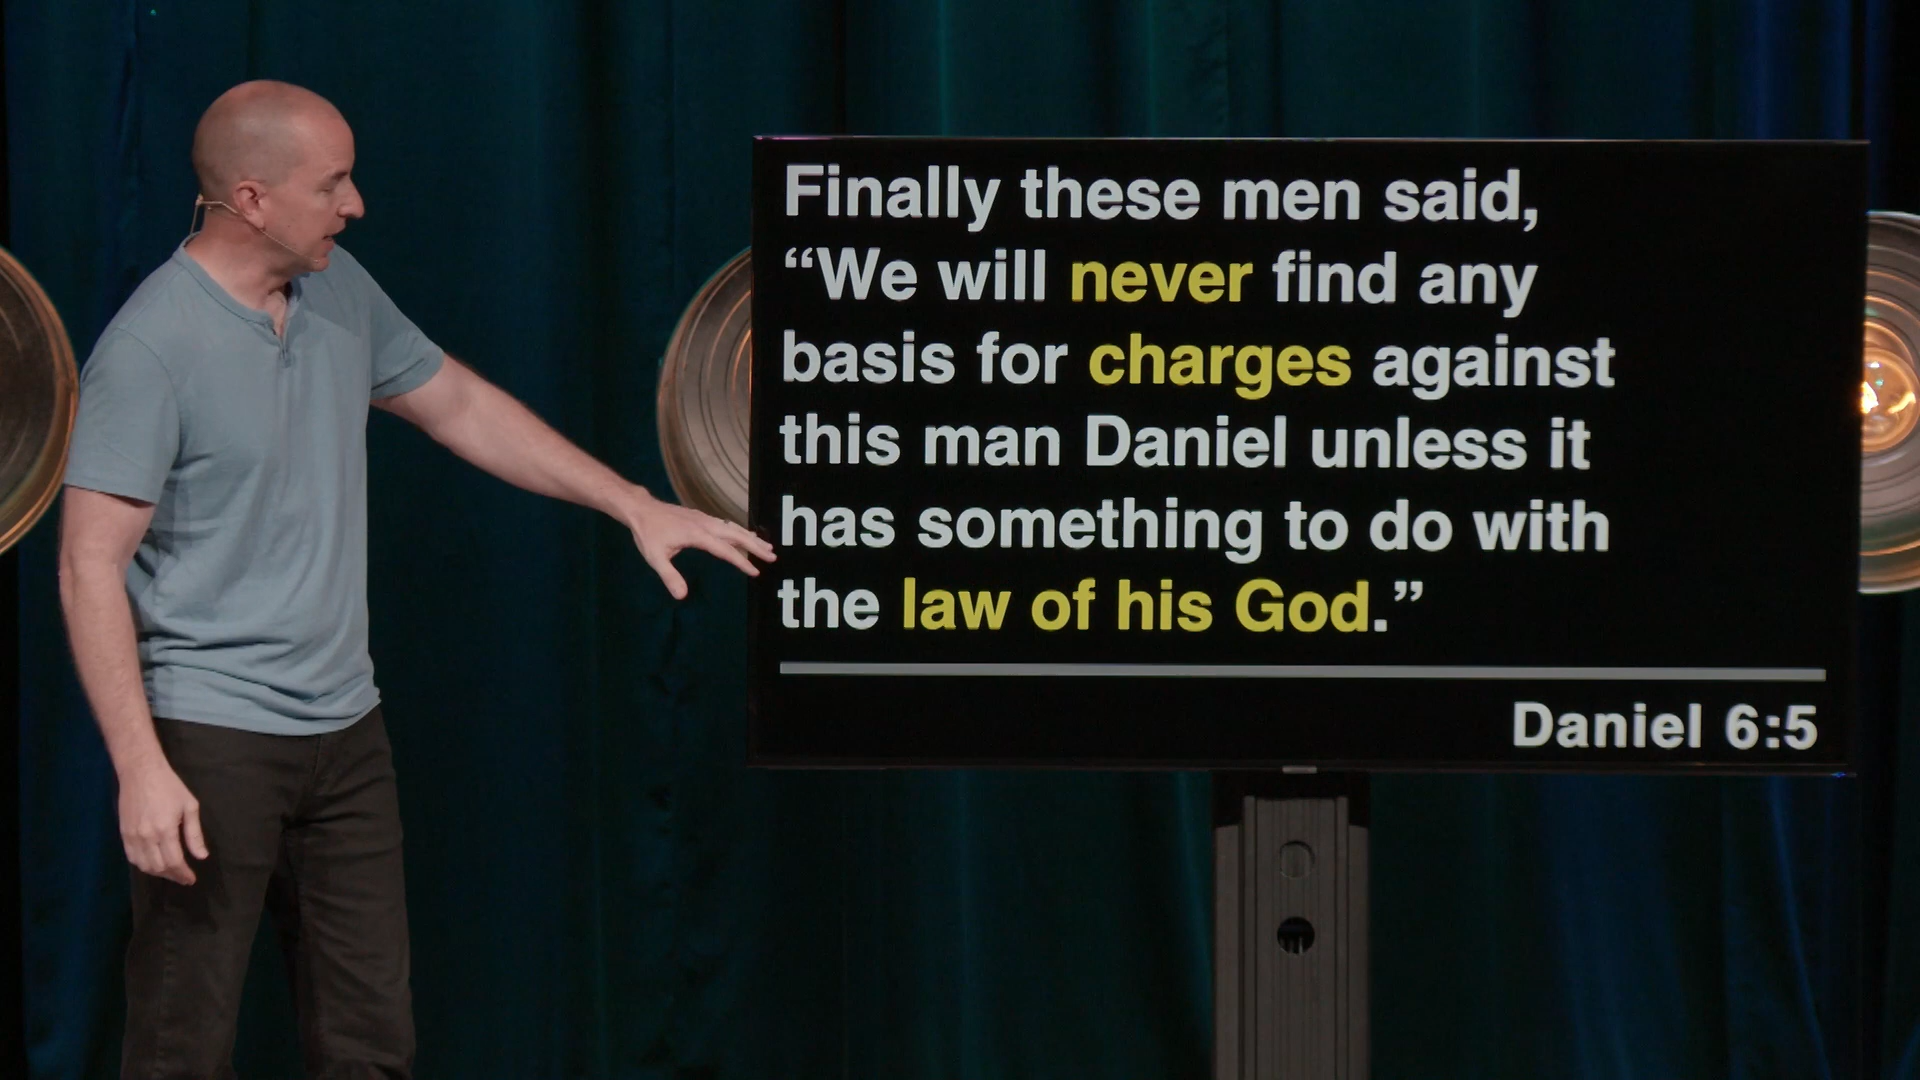 Finally these men said,
“We will never find any
basis for charges against
this man Daniel unless it
has something to do with
the law of his God.”
Daniel 6:5